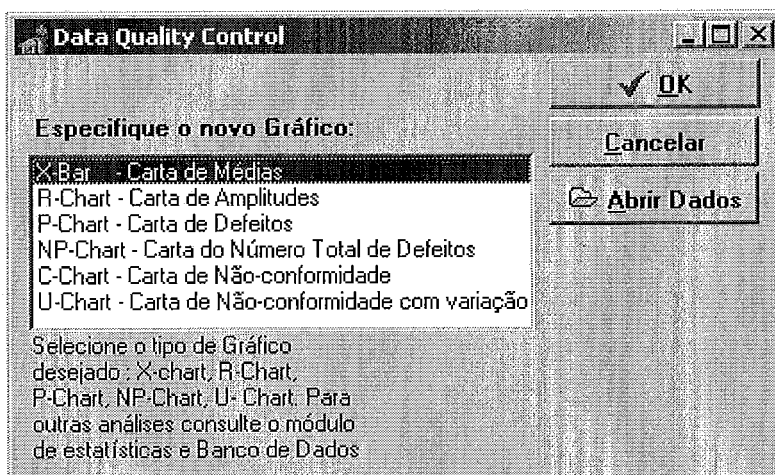 Data Quality Control
OK
Especifique o novo Gráfico:
Cancelar
X-Bar - Carta de Médias
R-Chart - Carta de Amplitudes
Abrir Dados
P-Chart - Carta de Defeitos
NP-Chart - Carta do Número Total de Defeitos
C-Chart - Carta de Não-conformidade
U-Chart - Carta de Não-conformidade com variação
Selecione o tipo de Gráfico
desejado : X-chart, R-Chart,
P-Chart, NP-Chart, U- Chart. Para
outras análises consulte o módulo
de estatísticas e Banco de Dados